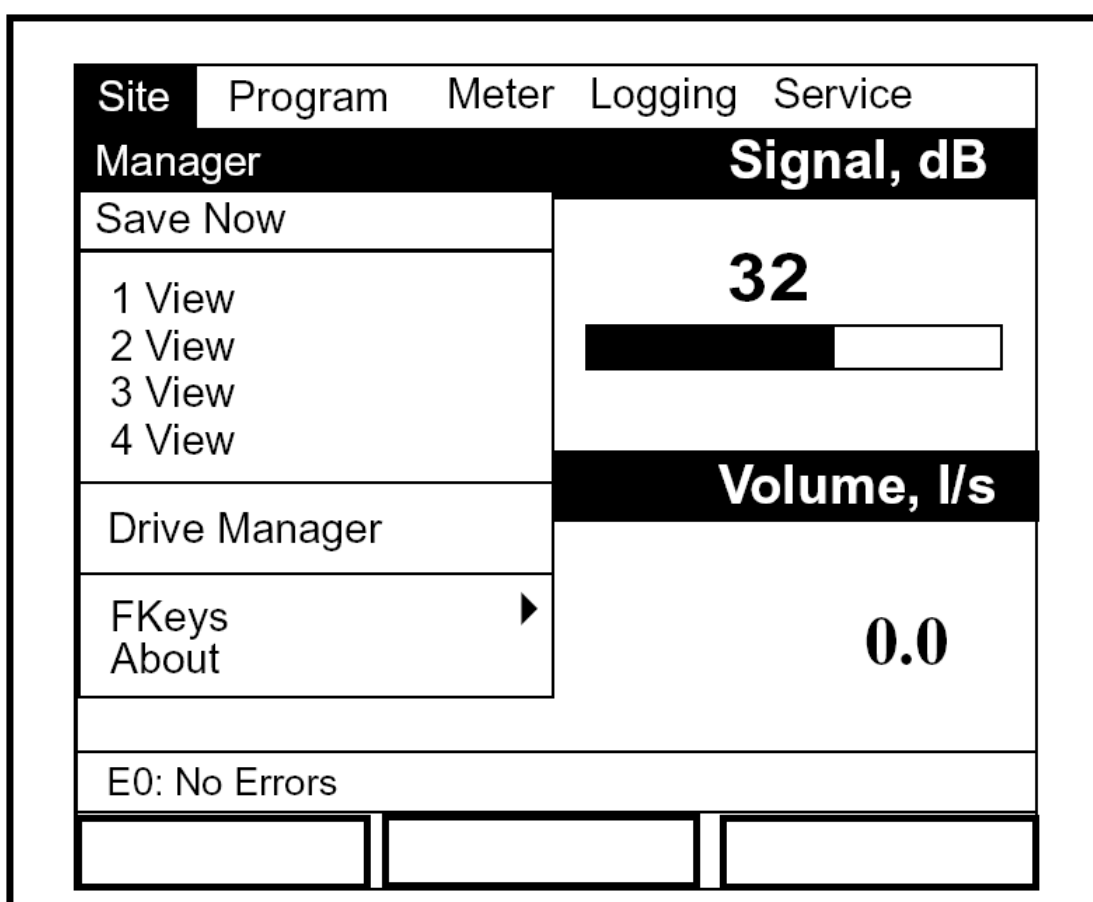 Site Program Meter Logging Service
Manager
Signal, dB
Save Now
32
1 View
2 View
3 View
4 View
Volume, l/s
Drive Manager
FKeys
0.0
About
E0: No Errors